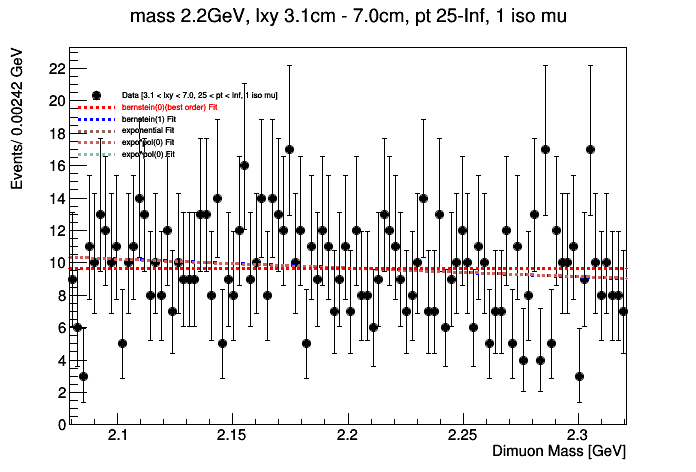 mass 2.2GeV, lxy 3.1cm - 7.0cm, pt 25-Inf, 1 iso mu
Events/ 0.00242 GeV
22
20
18
16
14
12
10
8
6
4
2
0
Data [3.1 < lxy < 7.0, 25 < pt < Inf, 1 iso mu]
bernstein(0)(best order) Fit
bernstein(1) Fit
exponential Fit
expo*pol(0) Fit
expo*pol(0) Fit
2.1
2.15
2.2
2.25
2.3
Dimuon Mass [GeV]